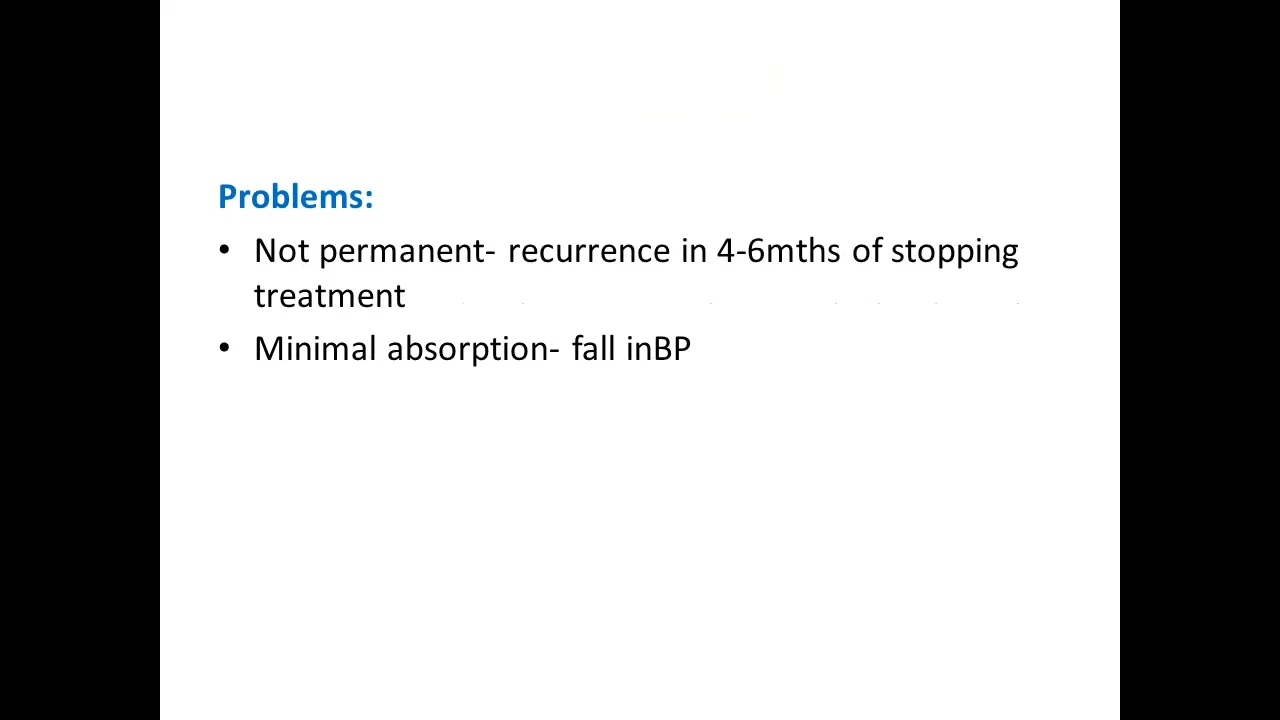 Problems:
• Not permanent- recurrence in 4-6mths of stopping
treatment
• Minimal absorption- fall inBP